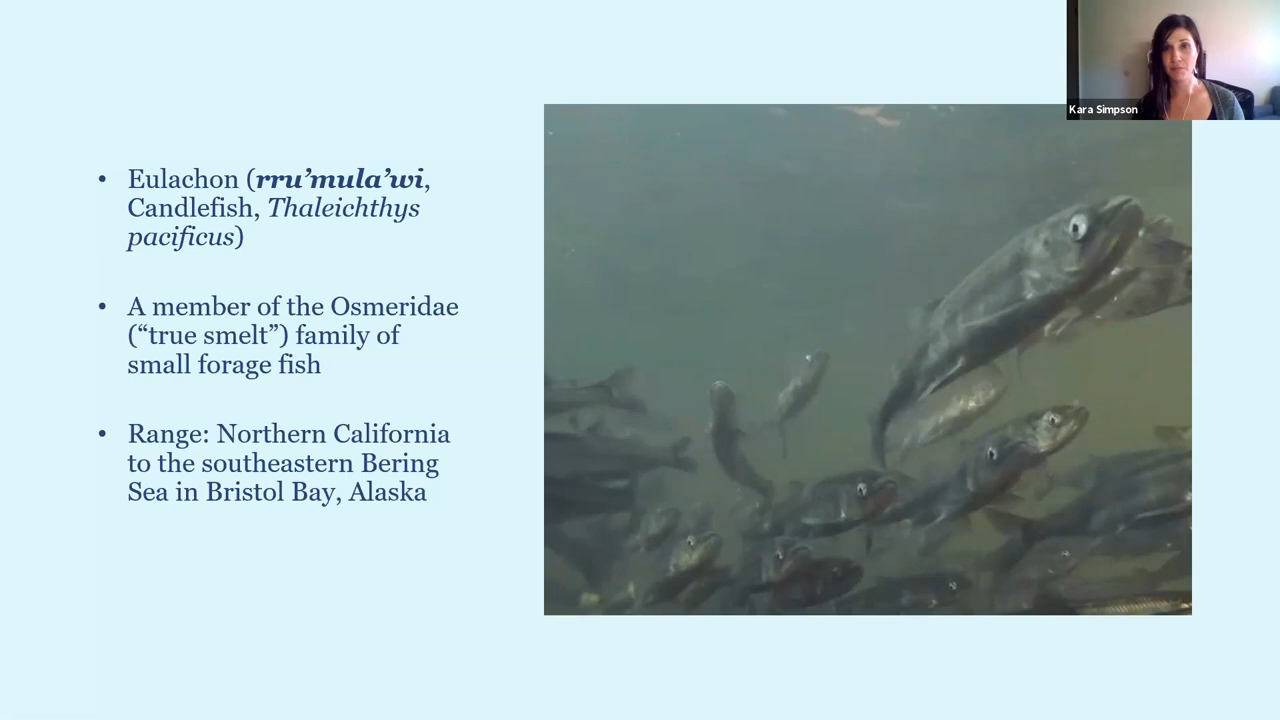 Kara Simpson
• Eulachon (rru’mula’wi,
Candlefish, Thaleichthys
pacificus)
• A member of the Osmeridae
(“true smelt”) family of
small forage fish
• Range: Northern California
to the southeastern Bering
Sea in Bristol Bay, Alaska